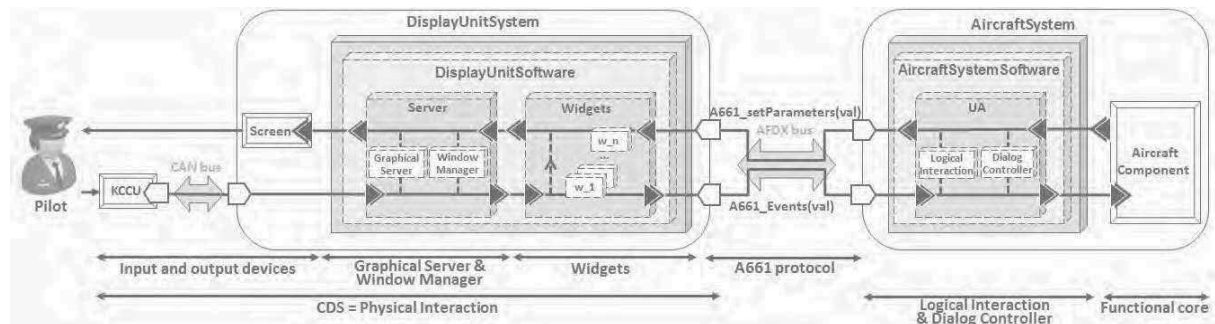 DisplayUnitSystem
AircraftSystem
DisplayUnitSoftware
AircraftSystemSoftware
Server
Widgets
UA
A661_setParameters(val)
Screen
AFDX bus
w_n
...
Graphical
Server
Window
Manager
Logical
Interaction
Dialog
Controller
Aircraft
Component
CAN bus
KCCU
w_1
Pilot
A661_Events(val)
Input and output devices
Graphical Server &
Window Manager
Widgets
A661 protocol
CDS = Physical Interaction
Logical Interaction
& Dialog Controller
Functional core